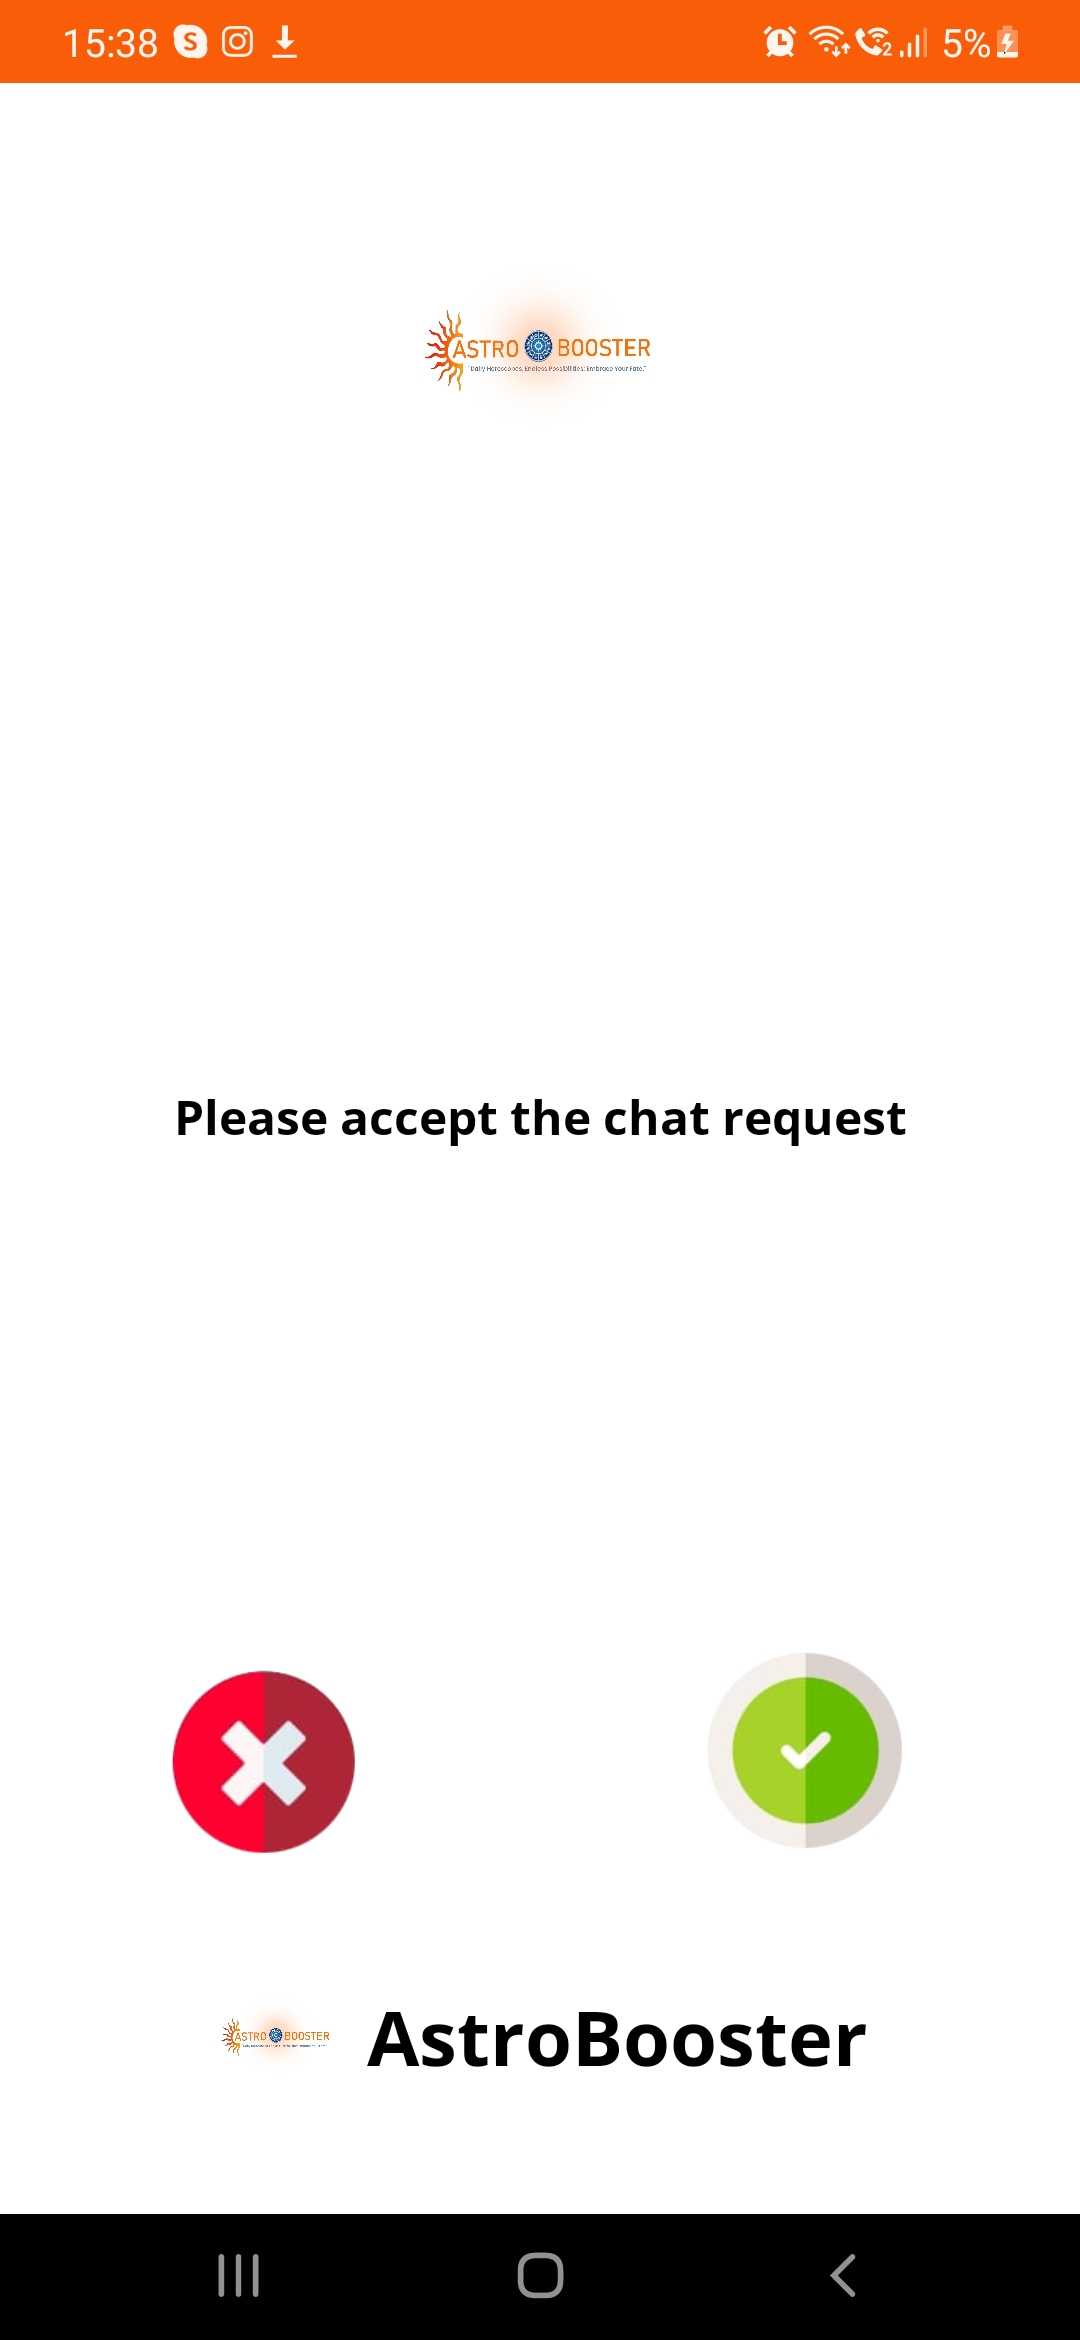 15:38
5%
ASTRO BOOSTER
"Daily Horoscopes, Endless Possibilities: Embrace Your Fate."
Please accept the chat request
ASTRO BOOSTER
AstroBooster